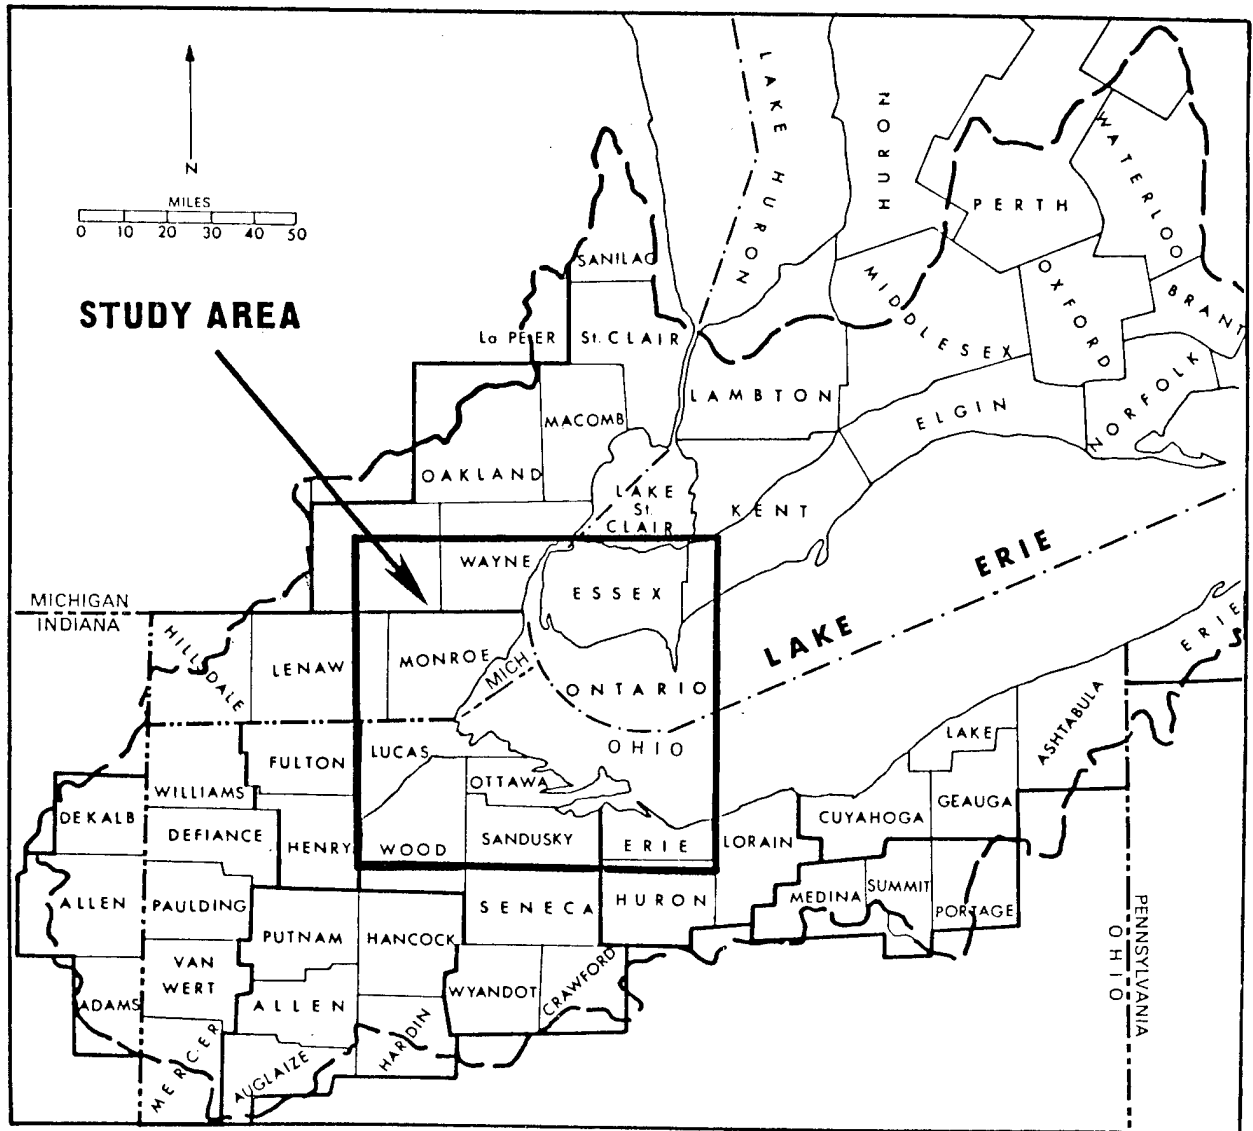 N
MILES
0 10 20 30 40 50
STUDY AREA
LAKE HURON
HURON
PERTH
WATERLOO
SANILAC
MIDDLESEX
OXFORD
BRANT
La PEER
St. CLAIR
LAMBTON
ELGIN
NORFOLK
MACOMB
OAKLAND
LAKE
St.
CLAIR
KENT
WAYNE
ESSEX
LAKE ERIE
MICHIGAN
INDIANA
HILLSDALE
LENAW
MONROE
MICH
ONTARIO
OHIO
ERIE
S
LUCAS
FULTON
WILLIAMS
OTTAWA
LAKE
ASHTABULA
DEKALB
DEFIANCE
HENRY
WOOD
SANDUSKY
ERIE
LORAIN
CUYAHOGA
GEAUGA
ALLEN
PAULDING
PUTNAM
HANCOCK
SENECA
HURON
MEDINA
SUMMIT
PORTAGE
VAN
WERT
ADAMS
ALLEN
WYANDOT
CRAWFORD
MERCER
AUGLAIZE
HARDIN
OHIO
PENNSYLVANIA